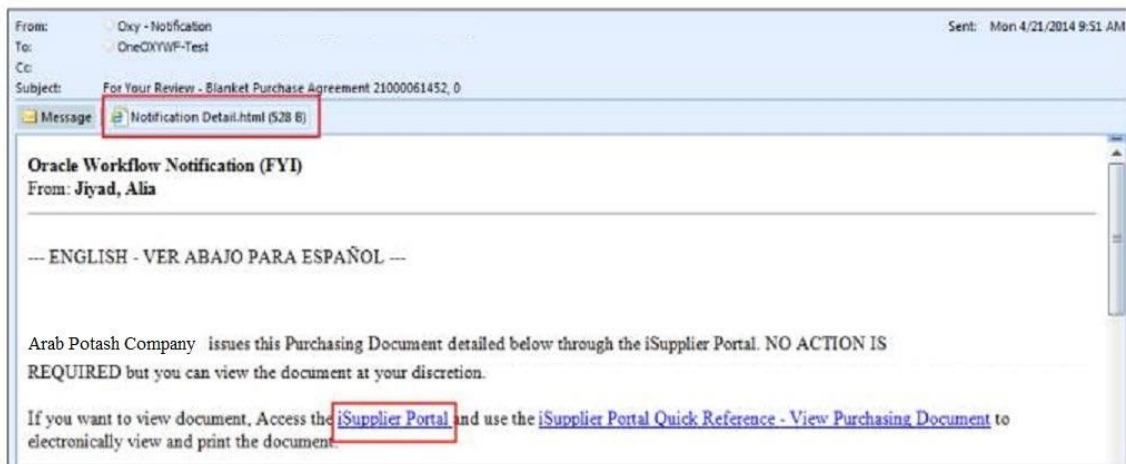 From: Oxy - Notification Sent: Mon 4/21/2014 9:51 AM
To: OneOXYWF-Test
Cc:
Subject: For Your Review - Blanket Purchase Agreement 21000061452, 0
Message Notification Detail.html (528 B)
Oracle Workflow Notification (FYI)
From: Jiyad, Alia
--- ENGLISH - VER ABAJO PARA ESPAÑOL ---
Arab Potash Company issues this Purchasing Document detailed below through the iSupplier Portal. NO ACTION IS
REQUIRED but you can view the document at your discretion.
If you want to view document, Access the iSupplier Portal and use the iSupplier Portal Quick Reference - View Purchasing Document to
electronically view and print the document.